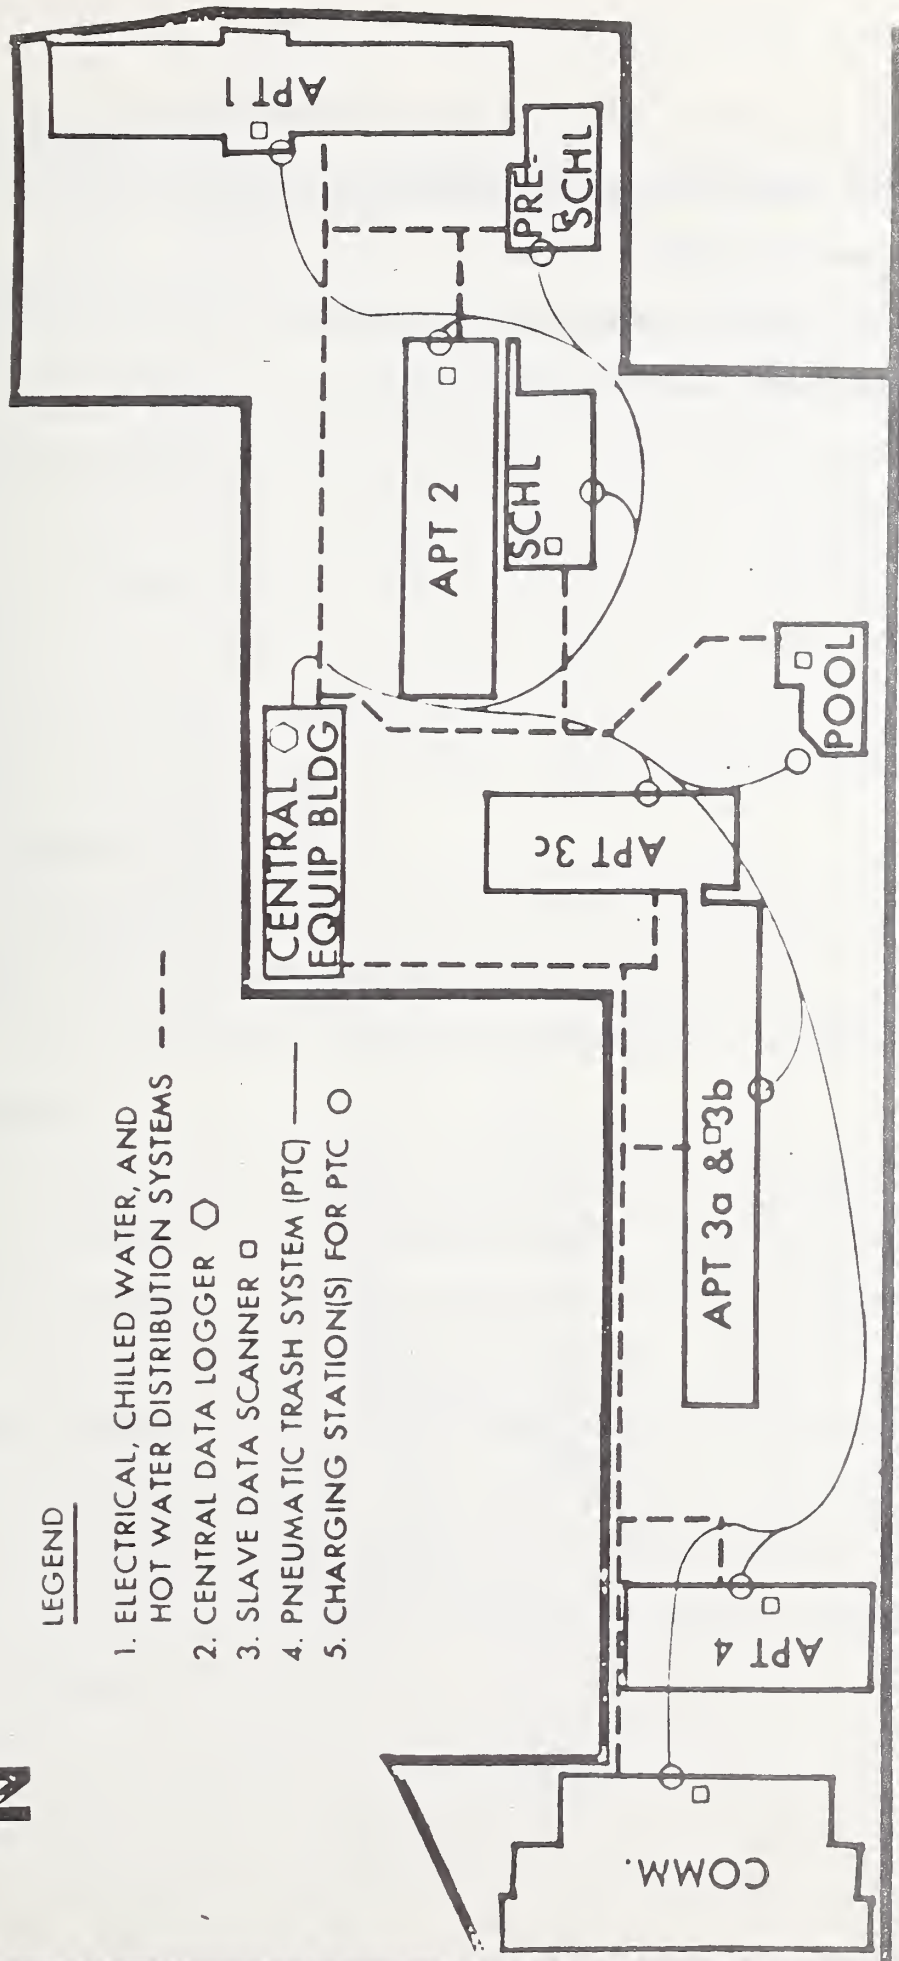 N
LEGEND
1. ELECTRICAL, CHILLED WATER, AND
HOT WATER DISTRIBUTION SYSTEMS
2. CENTRAL DATA LOGGER
3. SLAVE DATA SCANNER
4. PNEUMATIC TRASH SYSTEM (PTC)
5. CHARGING STATION(S) FOR PTC
COMM.
APT 4
APT 3a & 3b
APT 3c
CENTRAL
EQUIP BLDG
POOL
APT 2
SCHL
PRE-
SCHL
APT 1